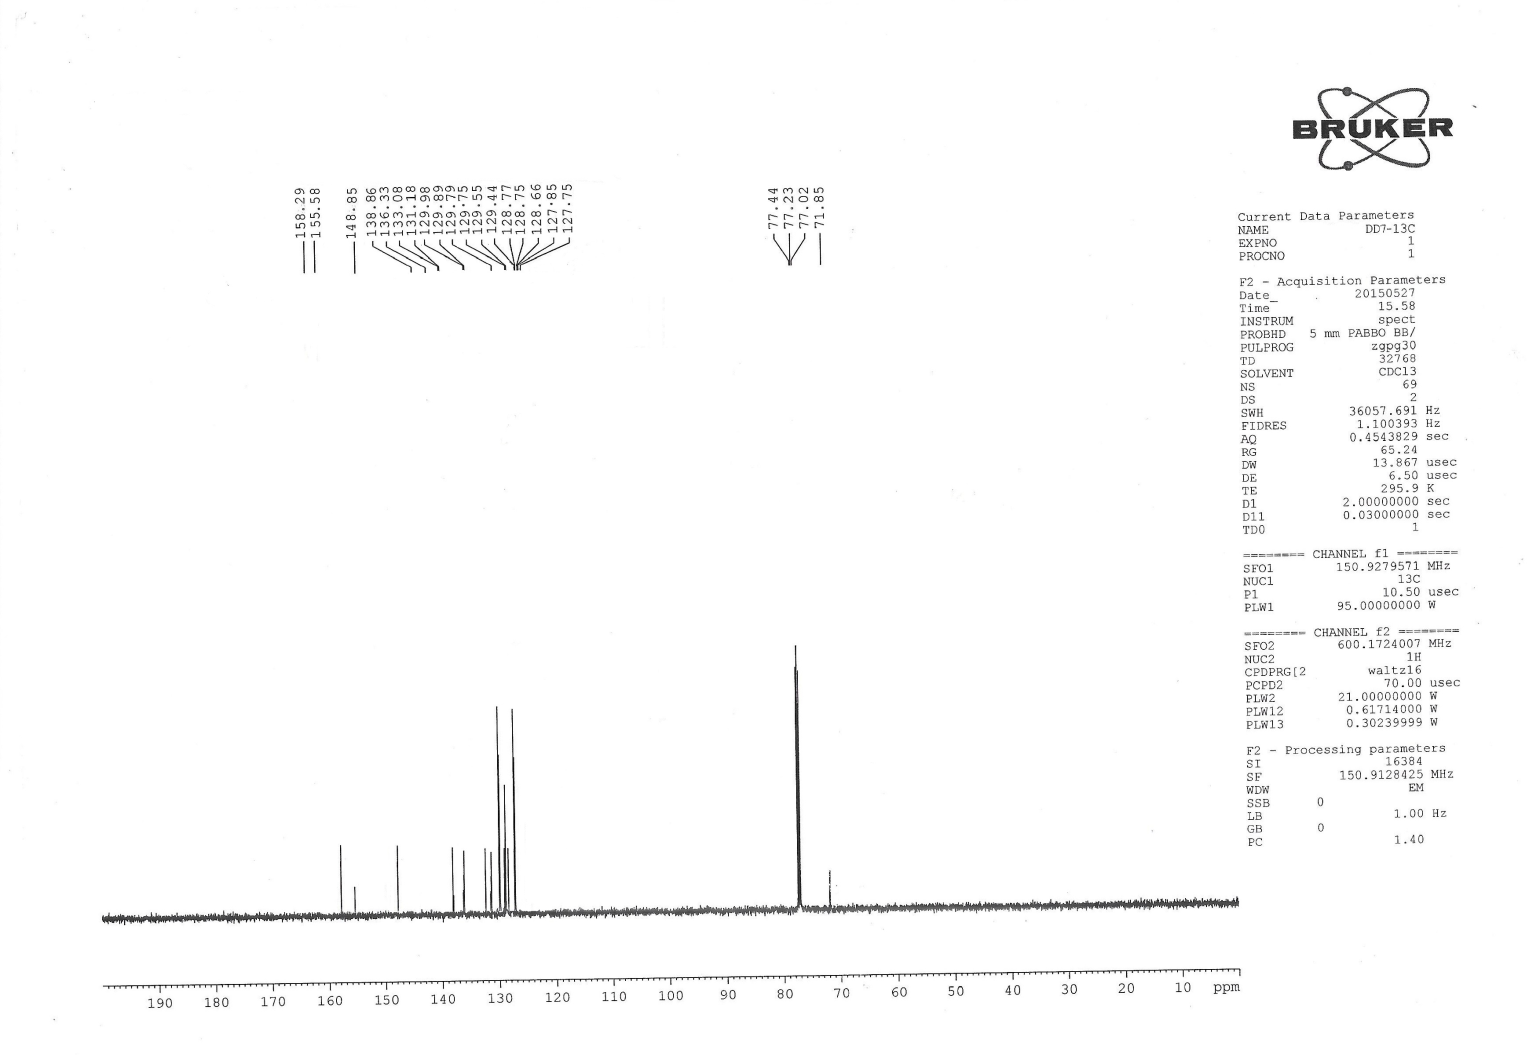 BRUKER
158.29
155.58
148.85
138.86
136.33
133.08
131.18
129.98
129.89
129.79
129.75
129.55
129.44
128.77
128.75
128.66
127.85
127.75
77.44
77.23
77.02
71.85
Current Data Parameters
NAME DD7-13C
EXPNO 1
PROCNO 1
F2 - Acquisition Parameters
Date_ 20150527
Time 15.58
INSTRUM spect
PROBHD 5 mm PABBO BB/
PULPROG zgpg30
TD 32768
SOLVENT CDCl3
NS 69
DS 2
SWH 36057.691 Hz
FIDRES 1.100393 Hz
AQ 0.4543829 sec
RG 65.24
DW 13.867 usec
DE 6.50 usec
TE 295.9 K
D1 2.00000000 sec
D11 0.03000000 sec
TD0 1
======== CHANNEL f1 ========
SFO1 150.9279571 MHz
NUC1 13C
P1 10.50 usec
PLW1 95.00000000 W
======== CHANNEL f2 ========
SFO2 600.1724007 MHz
NUC2 1H
CPDPRG[2 waltz16
PCPD2 70.00 usec
PLW2 21.00000000 W
PLW12 0.61714000 W
PLW13 0.30239999 W
F2 - Processing parameters
SI 16384
SF 150.9128425 MHz
WDW EM
SSB 0
LB 1.00 Hz
GB 0
PC 1.40
190 180 170 160 150 140 130 120 110 100 90 80 70 60 50 40 30 20 10 ppm